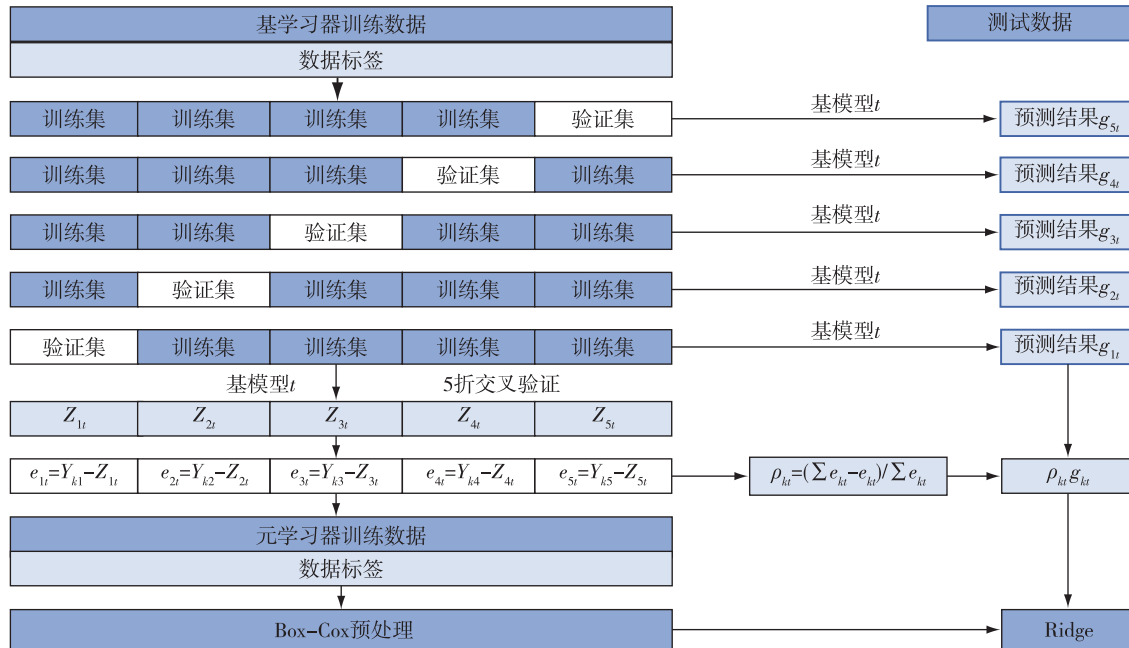 基学习器训练数据
测试数据
数据标签
训练集 训练集 训练集 训练集 验证集 基模型t 预测结果g5t
训练集 训练集 训练集 验证集 训练集 基模型t 预测结果g4t
训练集 训练集 验证集 训练集 训练集 基模型t 预测结果g3t
训练集 验证集 训练集 训练集 训练集 基模型t 预测结果g2t
验证集 训练集 训练集 训练集 训练集 基模型t 预测结果g1t
基模型t 5折交叉验证
Z1t Z2t Z3t Z4t Z5t
e1t=Yk1−Z1t e2t=Yk2−Z2t e3t=Yk3−Z3t e4t=Yk4−Z4t e5t=Yk5−Z5t ρkt=(∑ekt−ekt)/∑ekt ρkt gkt
元学习器训练数据
数据标签
Box−Cox预处理 Ridge